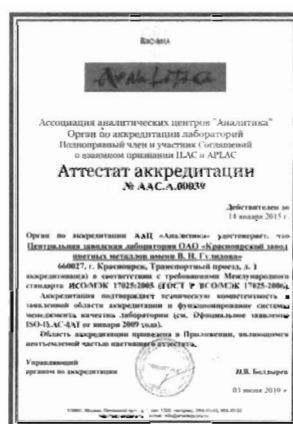 Ассоциация аналитических центров "Аналитика"
Орган по аккредитации лабораторий
Полноправный член и участник Соглашений
о взаимном признании ILAC и APLAC
Аттестат аккредитации
№ ААС.А.00039
Действителен до
14 января 2015 г.
Орган по аккредитации ААЦ «Аналитика» удостоверяет, что
Центральная заводская лаборатория ОАО «Красноярский завод
цветных металлов имени В. Н. Гулидова»
660027, г. Красноярск, Транспортный проезд, д. 1
аккредитован(а) в соответствии с требованиями Международного
стандарта ИСО/МЭК 17025:2005 (ГОСТ Р ИСО/МЭК 17025-2006).
Аккредитация подтверждает техническую компетентность в
заявленной области аккредитации и функционирование системы
менеджмента качества лаборатории (см. Официальное заявление
ISO-ILAC-IAF от января 2009 года).
Область аккредитации приведена в Приложении, являющемся
неотъемлемой частью настоящего аттестата.
Управляющий
органом по аккредитации
И.В. Болдырев
03 июня 2010 г.